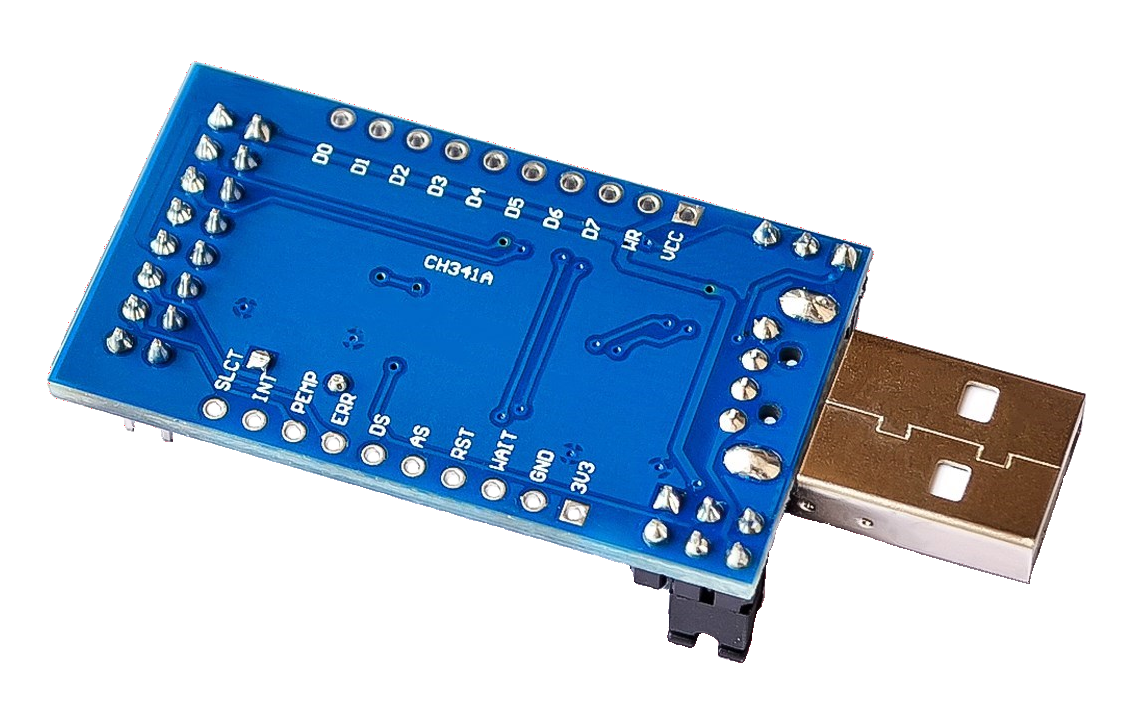 D0
D1
D2
D3
D4
D5
D6
D7
WR
VCC
CH341A
SLCT
INT
PEMP
ERR
DS
AS
RST
WAIT
GND
3V3